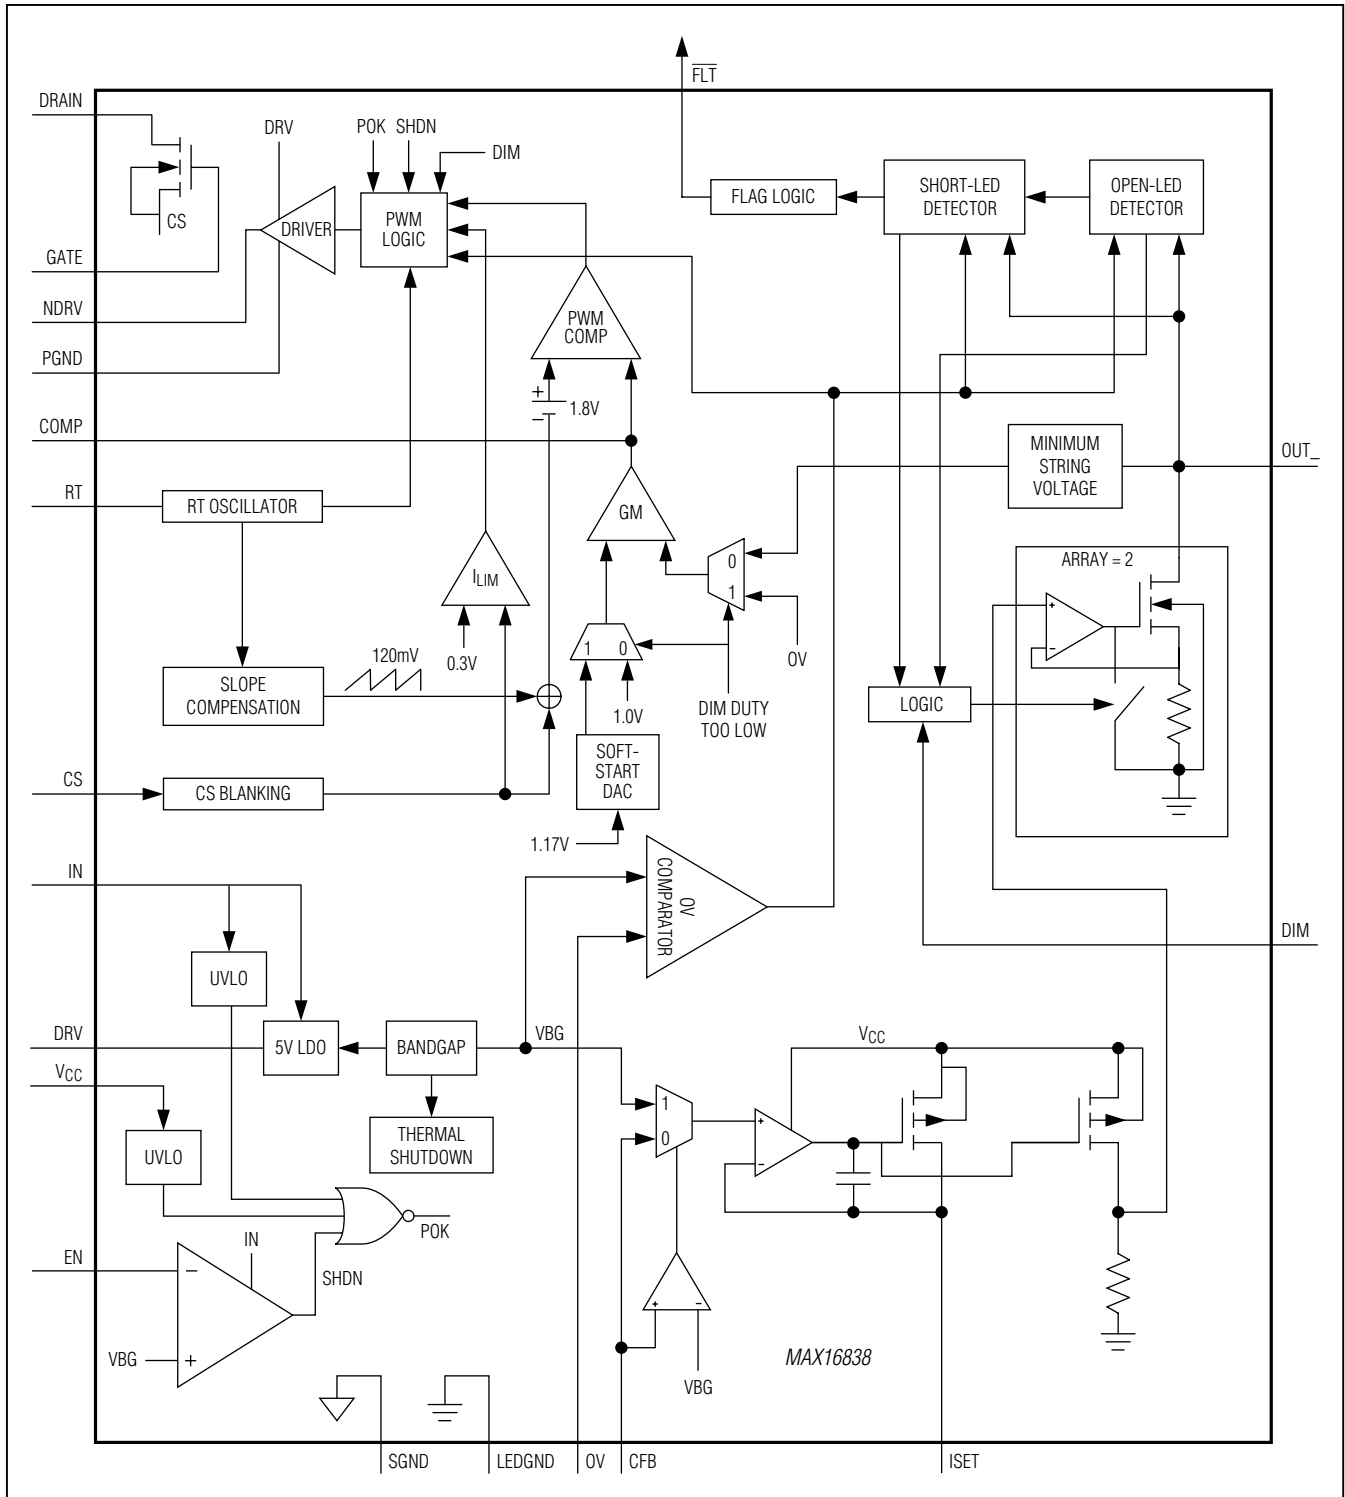 FLT
DRAIN
DRV
POK SHDN
DIM
CS
DRIVER
PWM
LOGIC
FLAG LOGIC
SHORT-LED
DETECTOR
OPEN-LED
DETECTOR
GATE
NDRV
PGND
PWM
COMP
+
–
1.8V
COMP
MINIMUM
STRING
VOLTAGE
OUT_
RT
RT OSCILLATOR
GM
0
1
ILIM
0.3V
ARRAY = 2
+
–
1 0
0V
120mV
SLOPE
COMPENSATION
1.0V
DIM DUTY
TOO LOW
LOGIC
SOFT-
START
DAC
CS
CS BLANKING
1.17V
IN
OV
COMPARATOR
DIM
UVLO
DRV
5V LDO
BANDGAP
VBG
VCC
VCC
1
0
+
–
UVLO
THERMAL
SHUTDOWN
POK
EN
–
IN
SHDN
VBG
+
+ –
VBG
MAX16838
SGND
LEDGND
OV
CFB
ISET